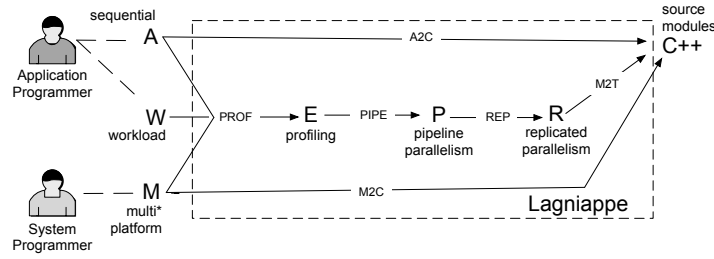 sequential
source
modules
A
A2C
C++
Application
Programmer
M2T
W
PROF
E
PIPE
P
REP
R
workload
profiling
pipeline
parallelism
replicated
parallelism
M
M2C
multi*
platform
Lagniappe
System
Programmer